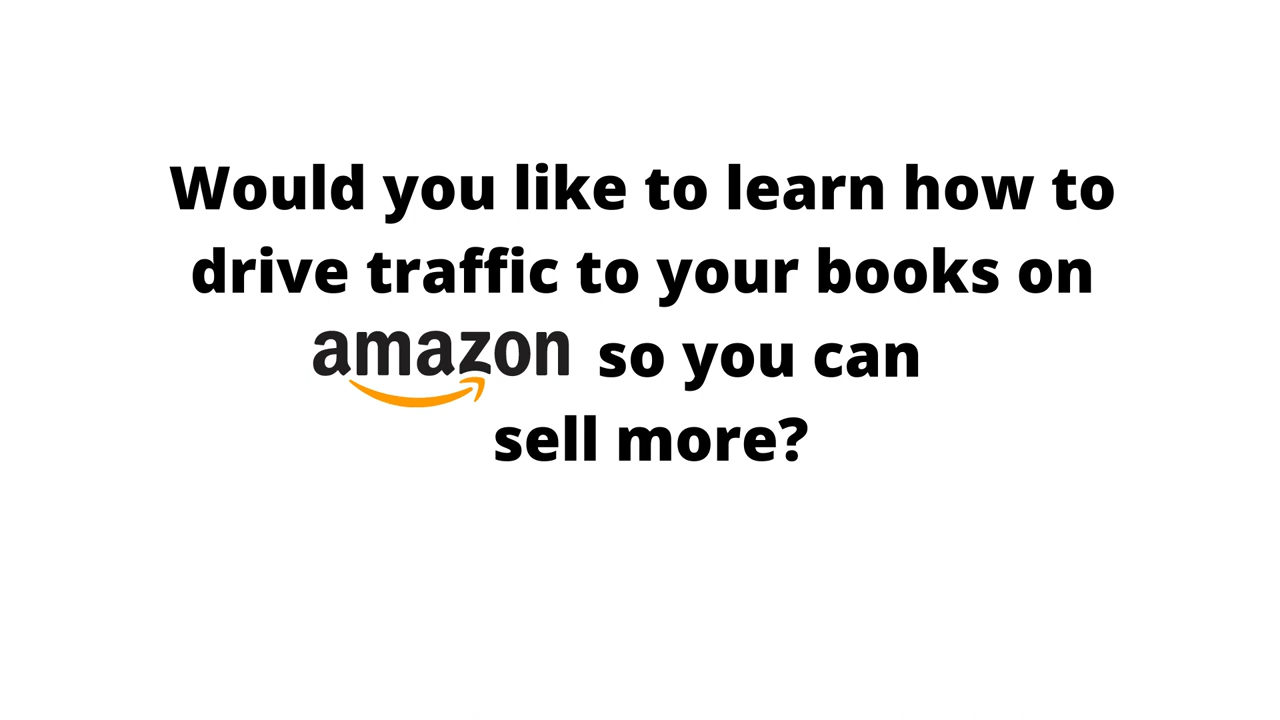 Would you like to learn how to
drive traffic to your books on
amazon so you can
sell more?